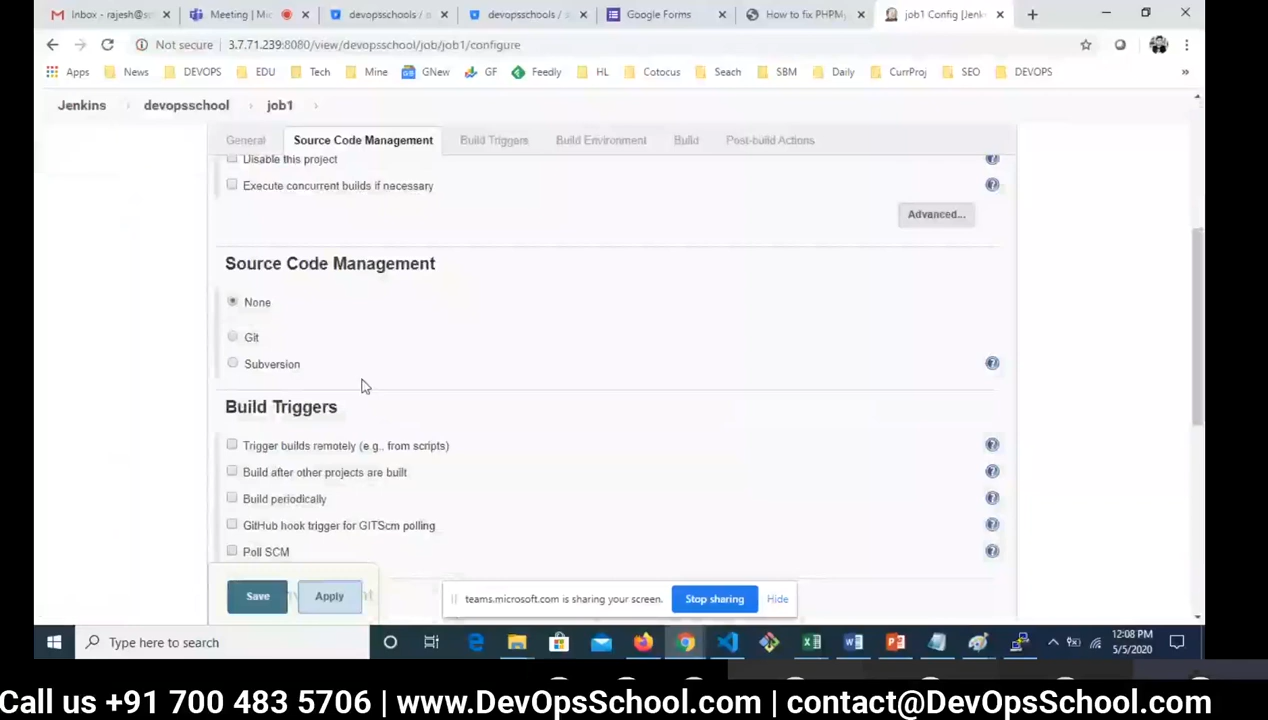 Inbox - rajesh@s
Meeting | Mic
devopsschools / 
devopsschools / 
Google Forms
How to fix PHPMy
job1 Config [Jenk
Not secure | 3.7.71.239:8080/view/devopsschool/job/job1/configure
Apps News DEVOPS EDU Tech Mine GNew GF Feedly HL Cotocus Seach SBM Daily CurrProj SEO DEVOPS »
Jenkins devopsschool job1
General Source Code Management Build Triggers Build Environment Build Post-build Actions
Disable this project
Execute concurrent builds if necessary
Advanced...
Source Code Management
None
Git
Subversion
Build Triggers
Trigger builds remotely (e.g., from scripts)
Build after other projects are built
Build periodically
GitHub hook trigger for GITScm polling
Poll SCM
Save Apply
teams.microsoft.com is sharing your screen. Stop sharing Hide
Type here to search
12:08 PM
5/5/2020
Call us +91 700 483 5706 | www.DevOpsSchool.com | contact@DevOpsSchool.com